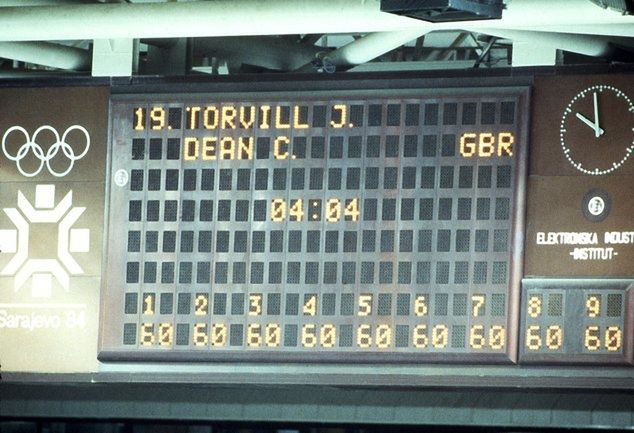 19. TORVILL J.
DEAN C. GBR
04:04
1 2 3 4 5 6 7 8 9
60 60 60 60 60 60 60 60 60
Sarajevo '84
ELEKTRONSKA INDUST
-INSTITUT-